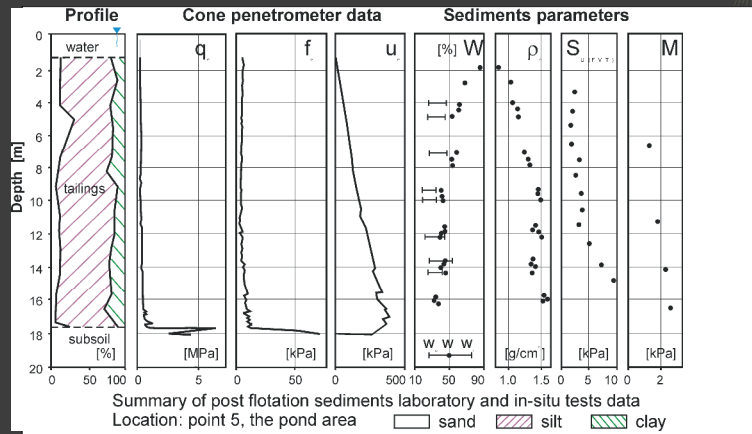 Profile Cone penetrometer data Sediments parameters
0
2
4
6
8
10
12
14
16
18
20
Depth [m]
water
tailings
subsoil
[%]
q
[MPa]
f
[kPa]
u
[kPa]
[%] W
W W W
ρ
[g/cm]
S
[kPa]
M
[kPa]
0 50 100 0 5 0 50 0 500 10 50 90 1.0 1.5 0 5 10 0 2
Summary of post flotation sediments laboratory and in-situ tests data
Location: point 5, the pond area
sand silt clay